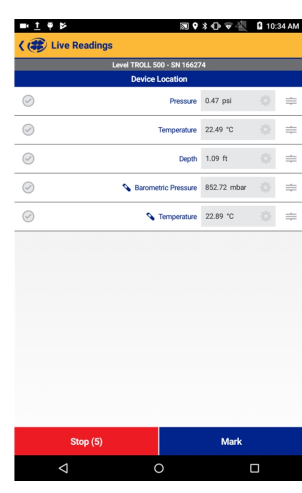 10:34 AM
Live Readings
Level TROLL 500 - SN 166274
Device Location
Pressure 0.47 psi
Temperature 22.49 °C
Depth 1.09 ft
Barometric Pressure 852.72 mbar
Temperature 22.89 °C
Stop (5) Mark